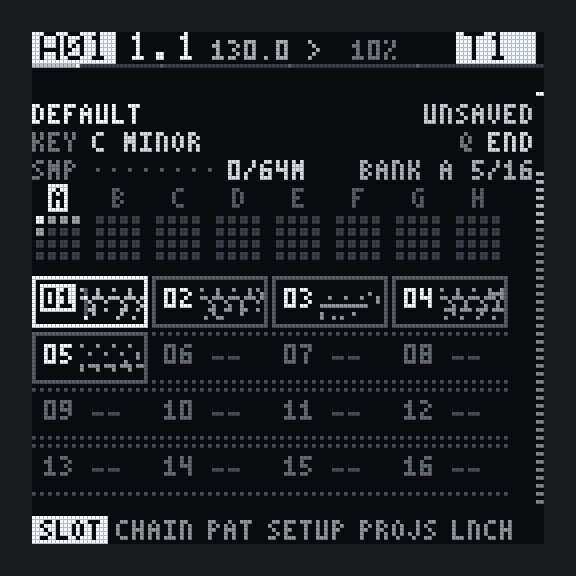 A01 1.1 130.0 > 10% T1
DEFAULT UNSAVED
KEY C MINOR Q END
SMP ········ 0/64M BANK A 5/16
A B C D E F G H
01 02 03 04
05 06 -- 07 -- 08 --
09 -- 10 -- 11 -- 12 --
13 -- 14 -- 15 -- 16 --
SLOT CHAIN PAT SETUP PROJS LNCH